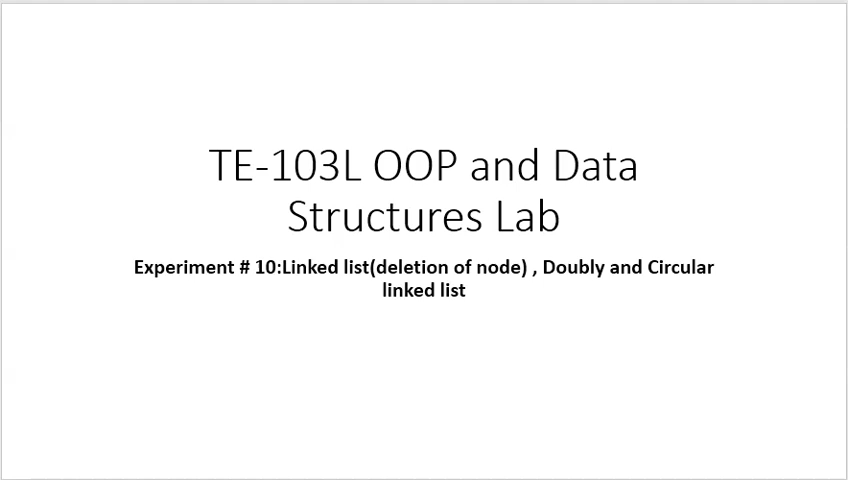 TE-103L OOP and Data
Structures Lab
Experiment # 10:Linked list(deletion of node) , Doubly and Circular
linked list